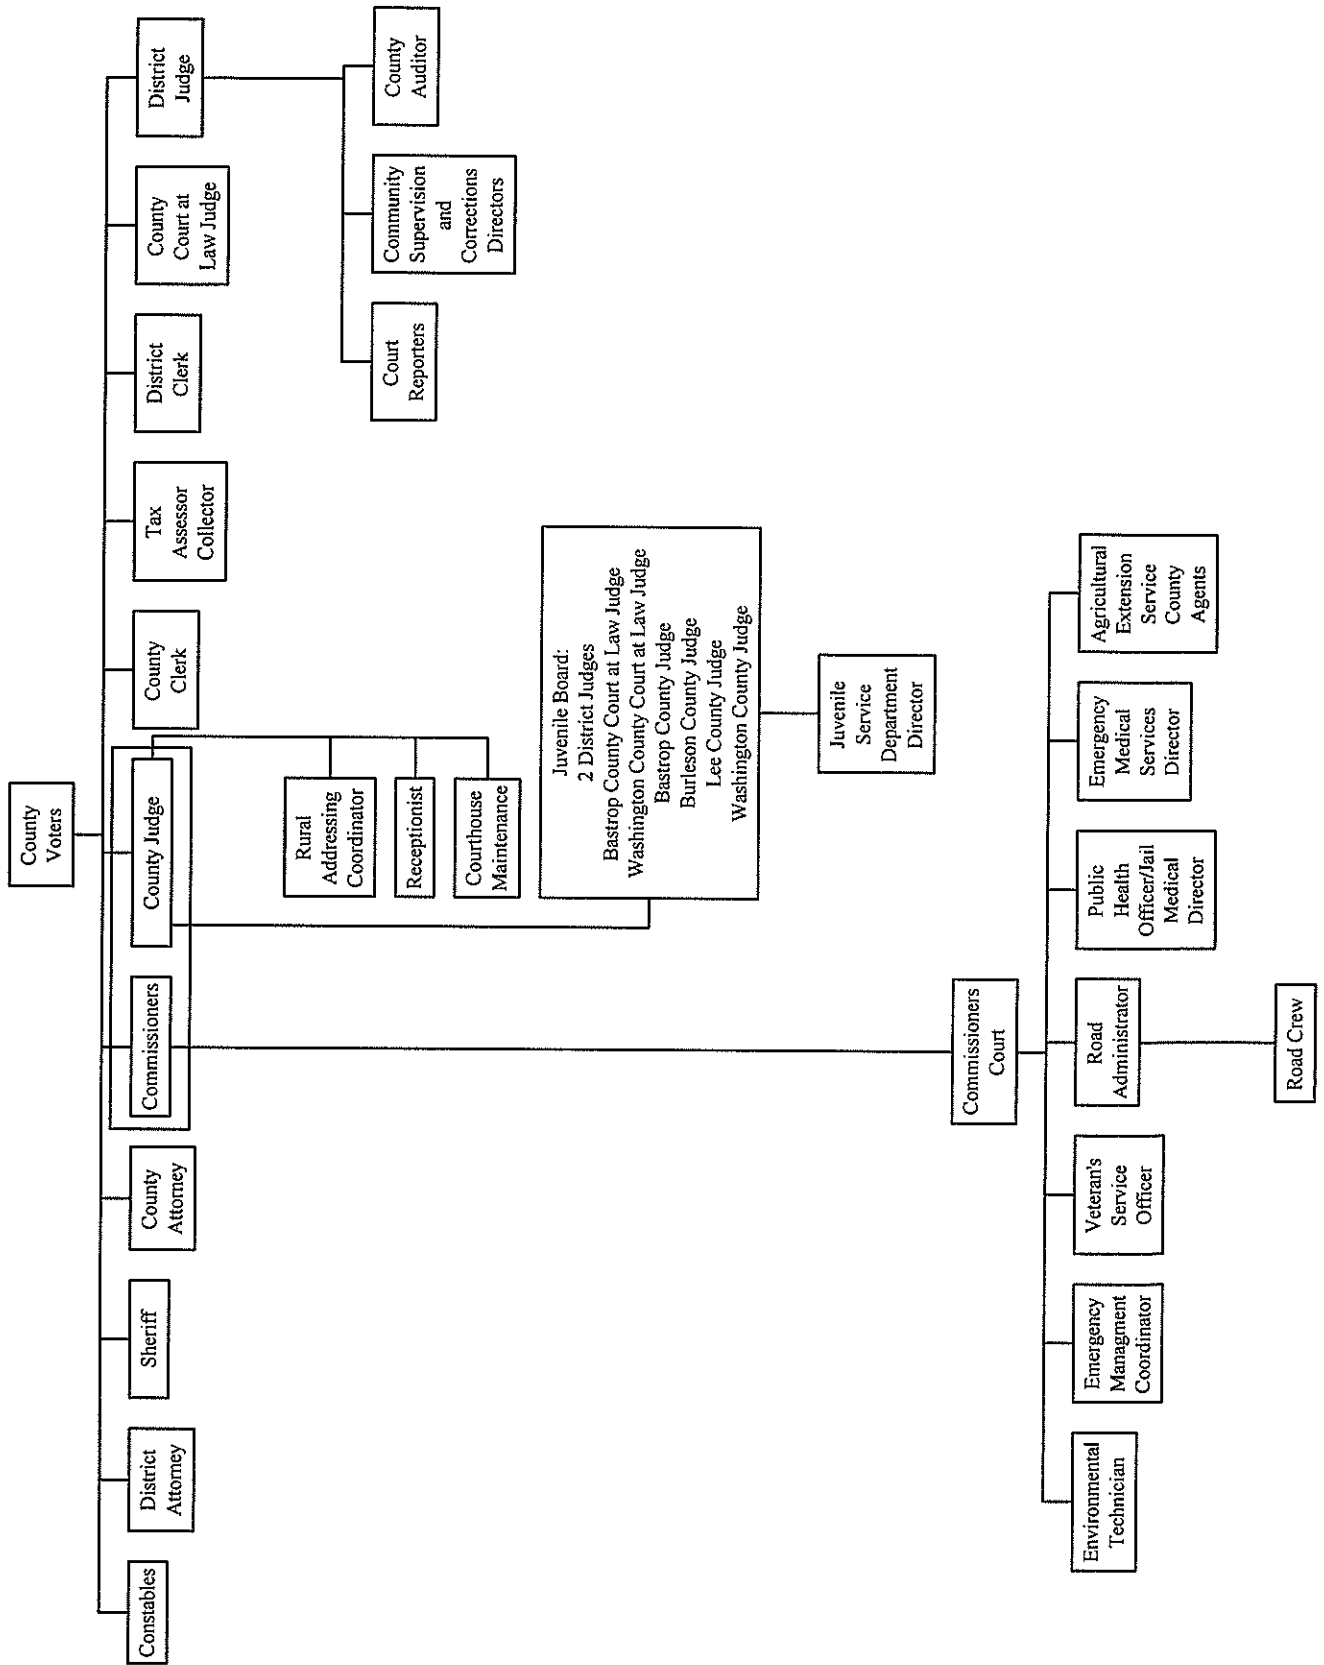 County
Voters
Constables
District
Attorney
Sheriff
County
Attorney
Commissioners
County Judge
County
Clerk
Tax
Assessor
Collector
District
Clerk
County
Court at
Law Judge
District
Judge
Rural
Addressing
Coordinator
Receptionist
Courthouse
Maintenance
Court
Reporters
Community
Supervision
and
Corrections
Directors
County
Auditor
Juvenile Board:
2 District Judges
Bastrop County Court at Law Judge
Washington County Court at Law Judge
Bastrop County Judge
Burleson County Judge
Lee County Judge
Washington County Judge
Juvenile
Service
Department
Director
Commissioners
Court
Environmental
Technician
Emergency
Managment
Coordinator
Veteran's
Service
Officer
Road
Administrator
Public
Health
Officer/Jail
Medical
Director
Emergency
Medical
Services
Director
Agricultural
Extension
Service
County
Agents
Road Crew